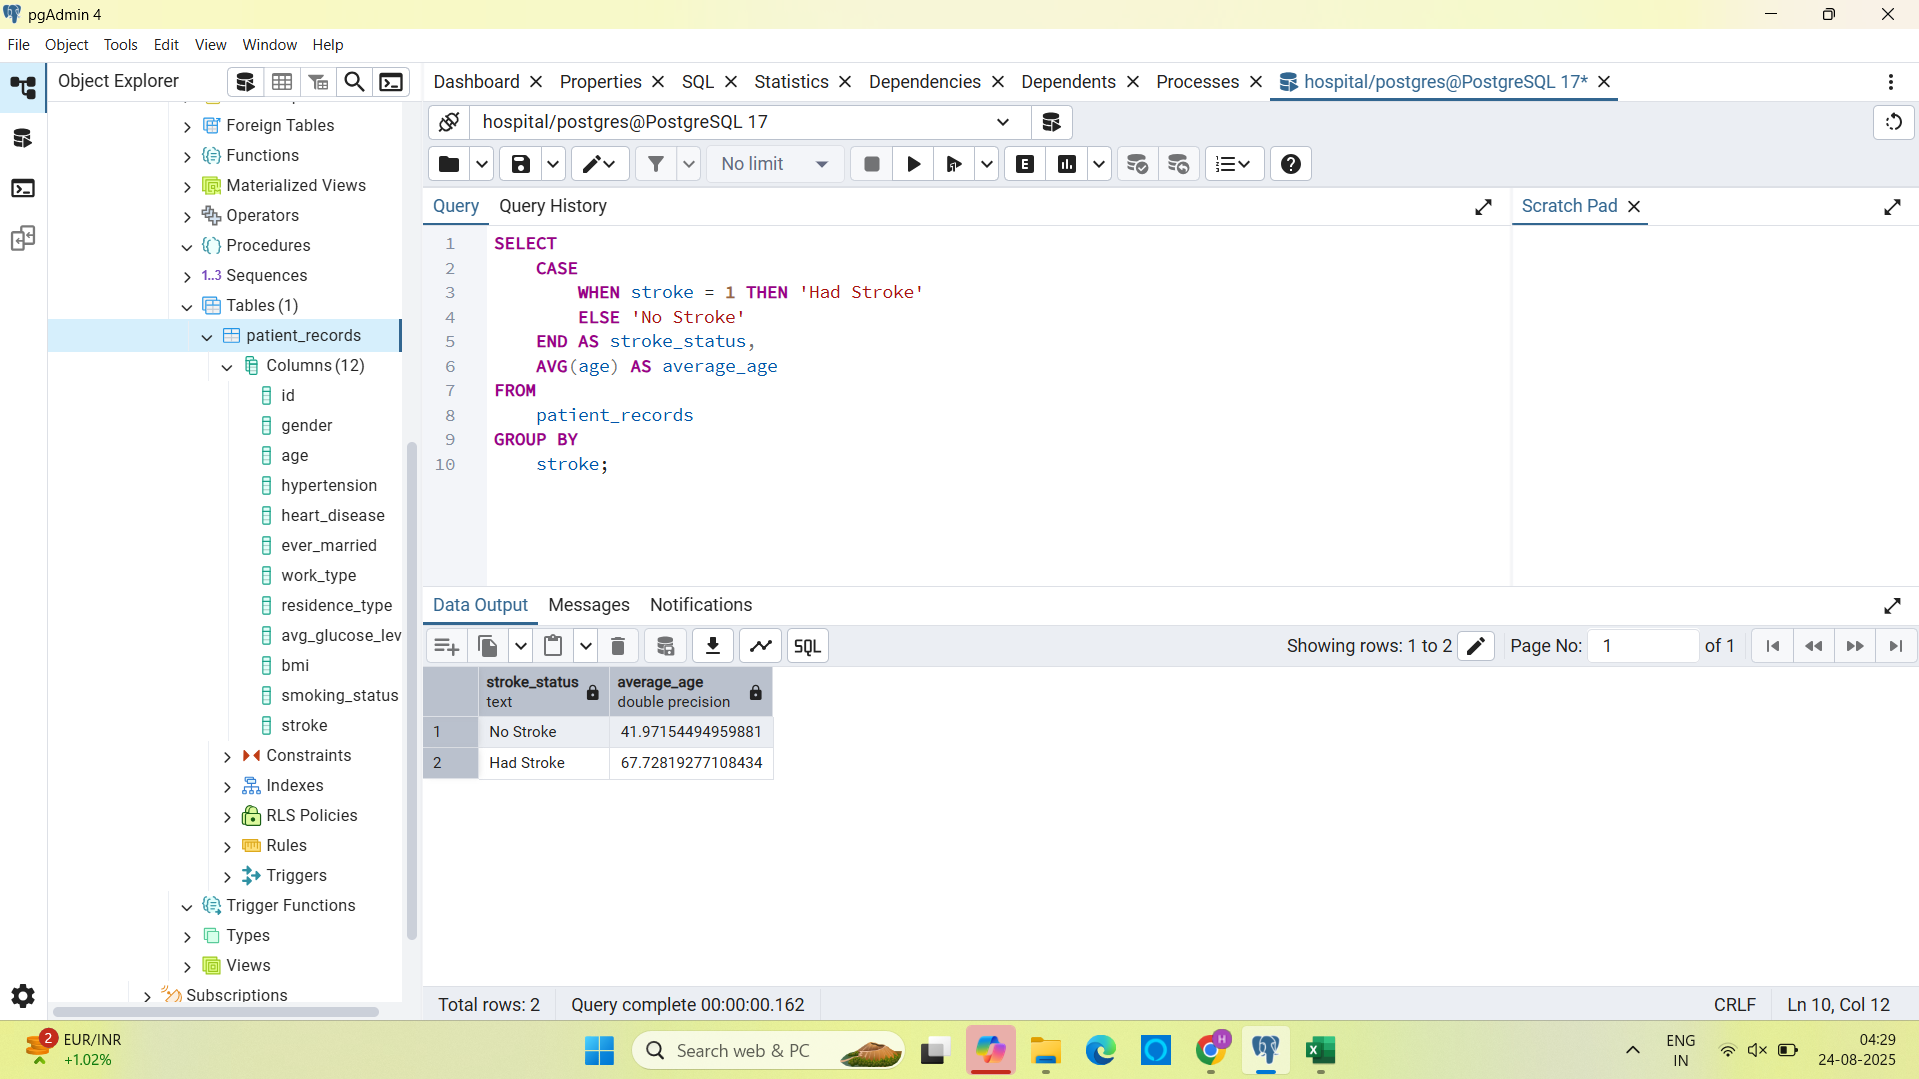 pgAdmin 4
File Object Tools Edit View Window Help
Object Explorer
Dashboard Properties SQL Statistics Dependencies Dependents Processes hospital/postgres@PostgreSQL 17*
hospital/postgres@PostgreSQL 17
No limit
E
Query Query History
Scratch Pad
Foreign Tables
Functions
Materialized Views
Operators
Procedures
1..3 Sequences
Tables (1)
patient_records
Columns (12)
id
gender
age
hypertension
heart_disease
ever_married
work_type
residence_type
avg_glucose_lev
bmi
smoking_status
stroke
Constraints
Indexes
RLS Policies
Rules
Triggers
Trigger Functions
Types
Views
Subscriptions
1 SELECT
2 CASE
3 WHEN stroke = 1 THEN 'Had Stroke'
4 ELSE 'No Stroke'
5 END AS stroke_status,
6 AVG(age) AS average_age
7 FROM
8 patient_records
9 GROUP BY
10 stroke;
Data Output Messages Notifications
SQL
Showing rows: 1 to 2 Page No: 1 of 1
stroke_status average_age
text double precision
1 No Stroke 41.97154494959881
2 Had Stroke 67.72819277108434
Total rows: 2 Query complete 00:00:00.162 CRLF Ln 10, Col 12
2 EUR/INR
+1.02%
Search web & PC
H
ENG
IN
04:29
24-08-2025